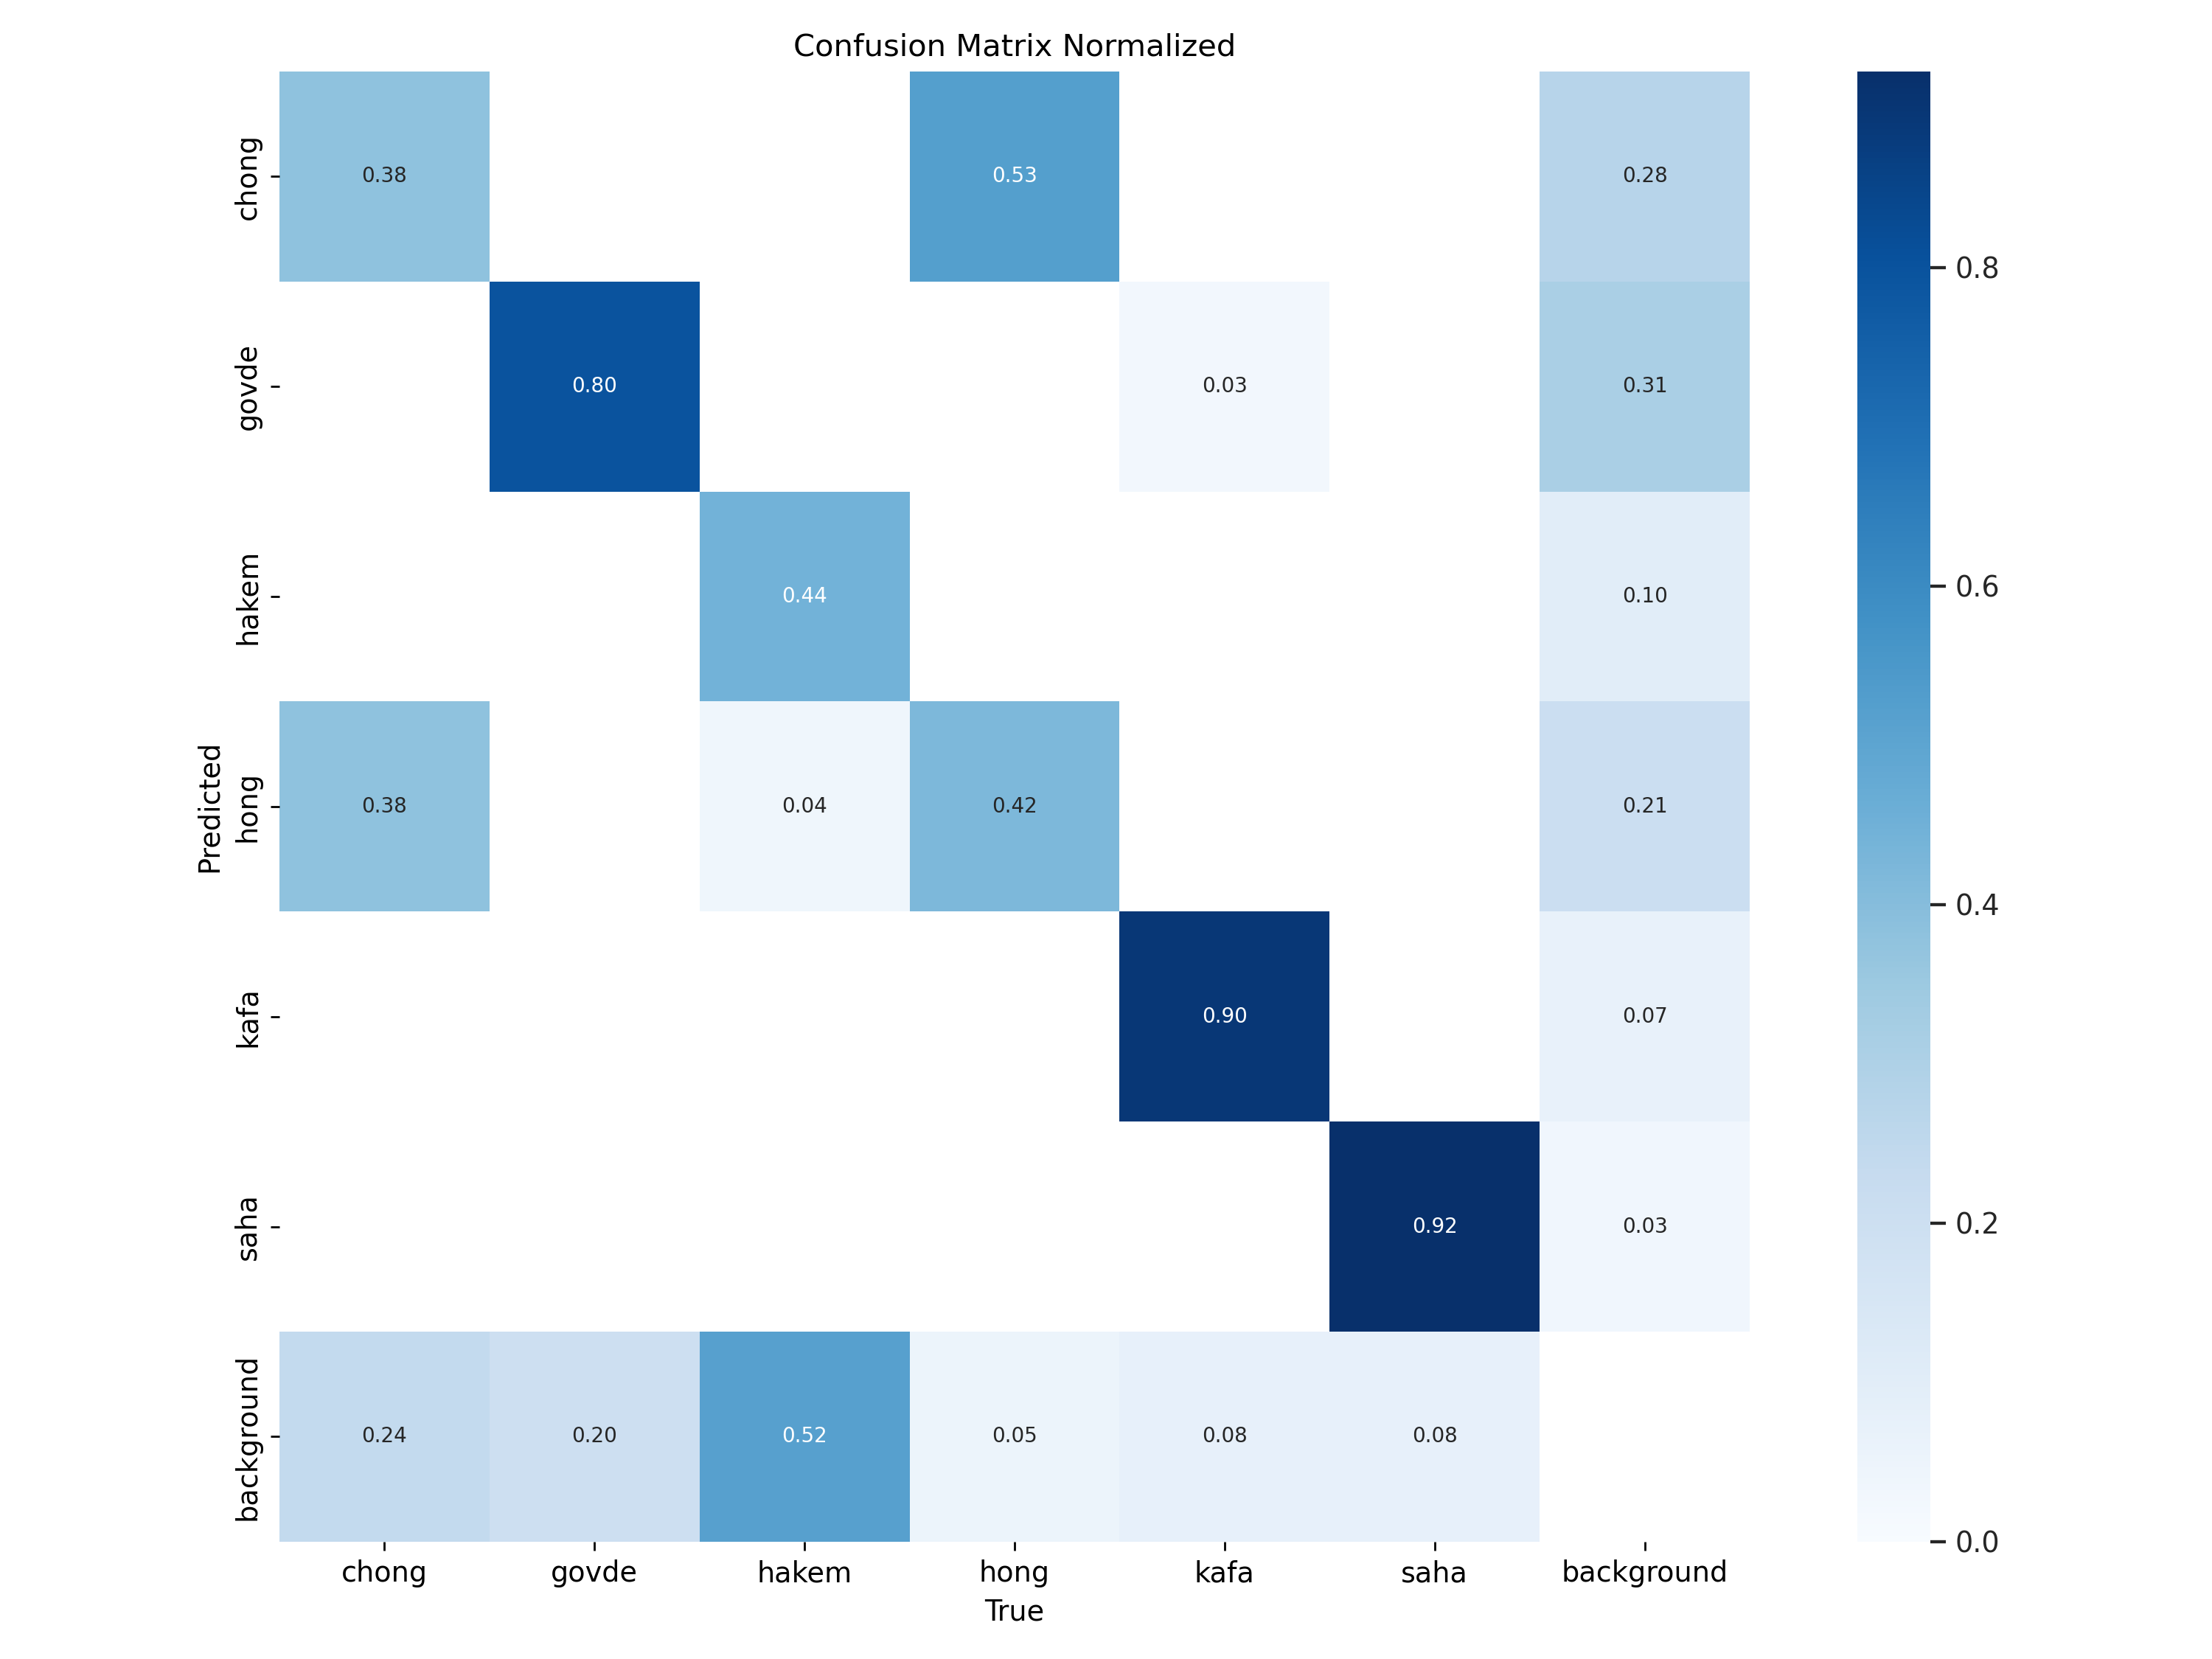 Confusion Matrix Normalized
chong 0.38 0.53 0.28
govde 0.80 0.03 0.31
hakem 0.44 0.10
hong 0.38 0.04 0.42 0.21
kafa 0.90 0.07
saha 0.92 0.03
background 0.24 0.20 0.52 0.05 0.08 0.08
Predicted
chong govde hakem hong kafa saha background
True
0.8
0.6
0.4
0.2
0.0